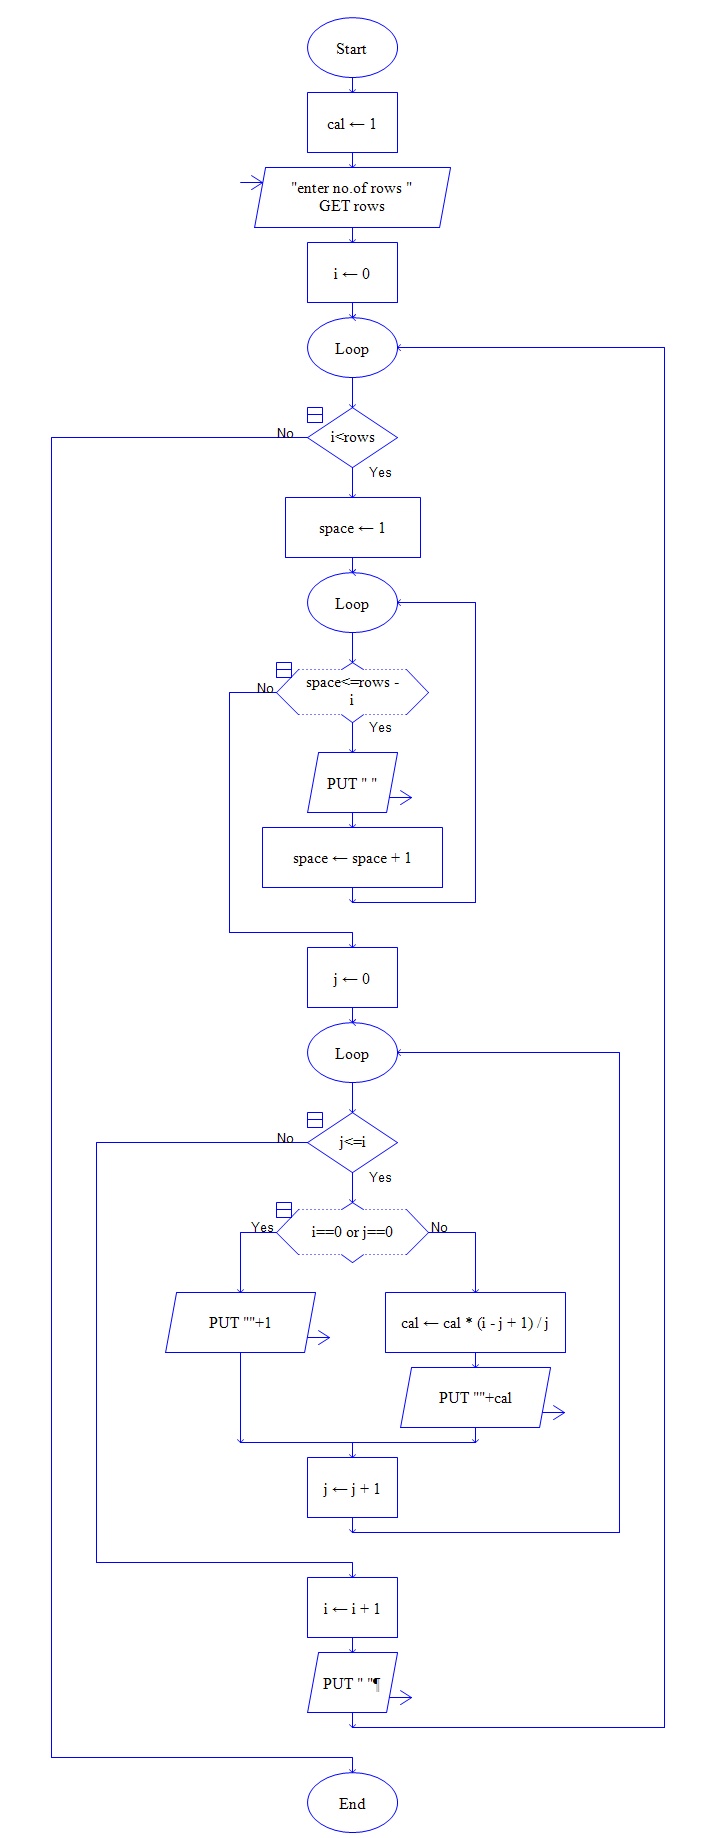 Start
cal ← 1
"enter no.of rows "
GET rows
i ← 0
Loop
No
i<rows
Yes
space ← 1
Loop
No
space<=rows -
i
Yes
PUT " "
space ← space + 1
j ← 0
Loop
No
j<=i
Yes
Yes
i==0 or j==0
No
PUT ""+1
cal ← cal * (i - j + 1) / j
PUT ""+cal
j ← j + 1
i ← i + 1
PUT " "¶
End